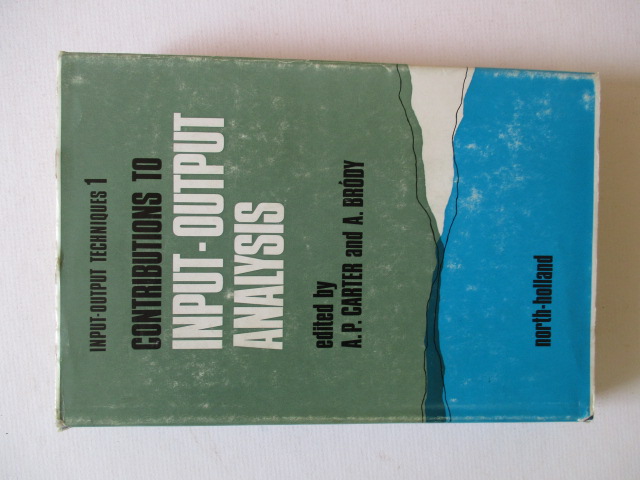 INPUT-OUTPUT TECHNIQUES 1
CONTRIBUTIONS TO
INPUT-OUTPUT
ANALYSIS
edited by
A.P. CARTER and A. BRÓDY
north-holland